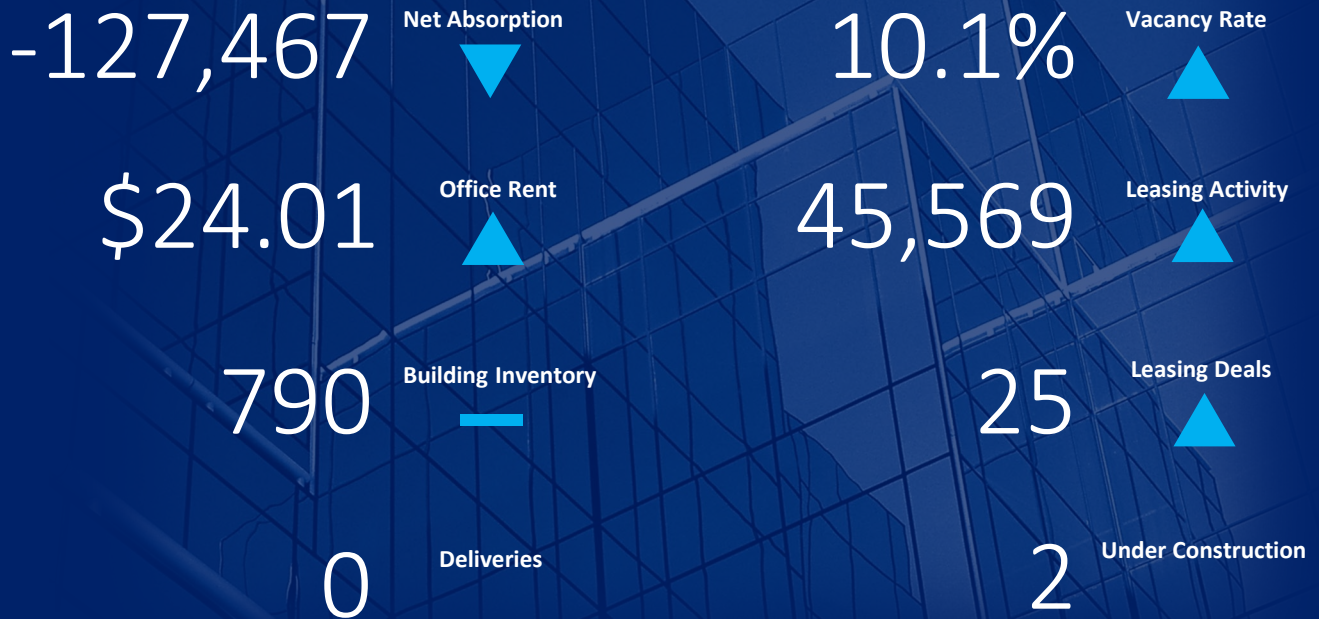 -127,467
Net Absorption
10.1%
Vacancy Rate
$24.01
Office Rent
45,569
Leasing Activity
790
Building Inventory
25
Leasing Deals
0
Deliveries
2
Under Construction